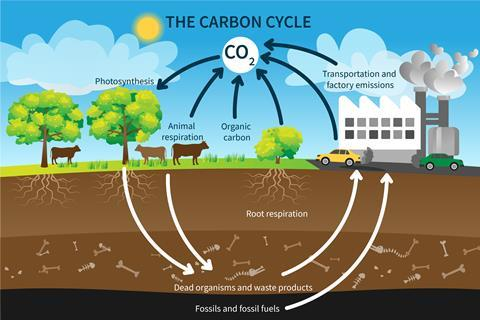 THE CARBON CYCLE
CO2
Photosynthesis
Transportation and
factory emissions
Animal
respiration
Organic
carbon
Root respiration
Dead organisms and waste products
Fossils and fossil fuels